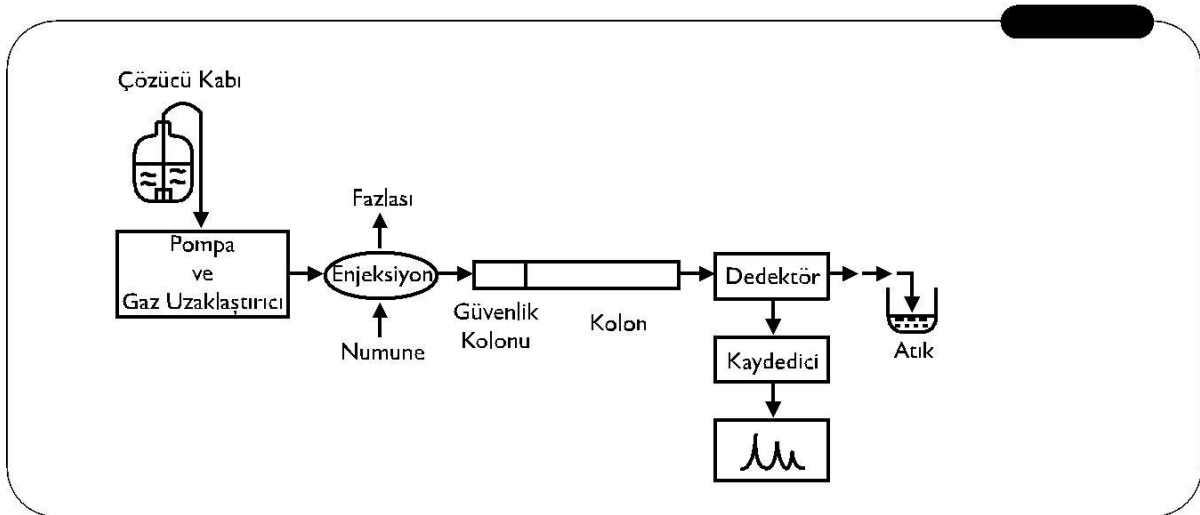 Çözücü Kabı
Fazlası
Pompa
ve
Gaz Uzaklaştırıcı
Enjeksiyon
Numune
Güvenlik
Kolonu
Kolon
Dedektör
Kaydedici
Atık